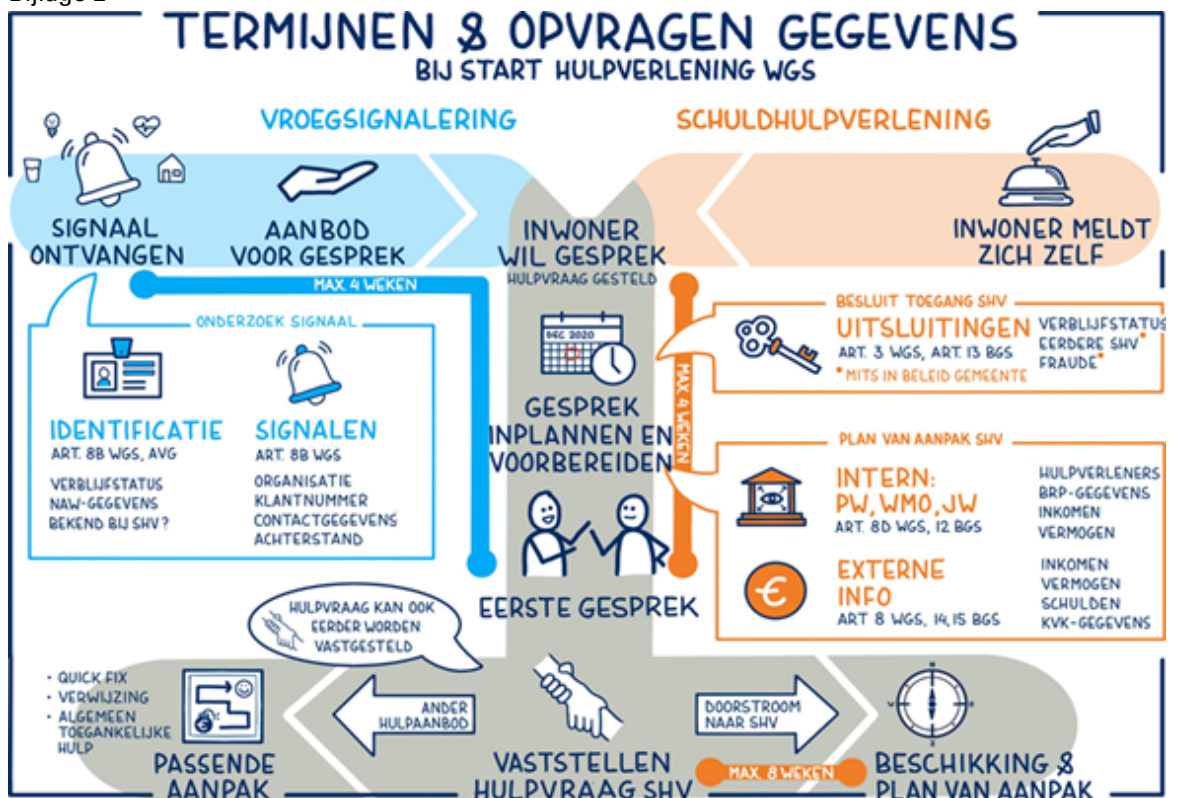 Bijlage 2
TERMIJNEN & OPVRAGEN GEGEVENS
BIJ START HULPVERLENING WGS
VROEGSIGNALERING
SCHULDHULPVERLENING
SIGNAAL
ONTVANGEN
AANBOD
VOOR GESPREK
INWONER
WIL GESPREK
HULPVRAAG GESTELD
INWONER MELDT
ZICH ZELF
MAX. 4 WEKEN
ONDERZOEK SIGNAAL
IDENTIFICATIE
ART. 8B WGS, AVG
VERBLIJFSTATUS
NAW-GEGEVENS
BEKEND BIJ SHV?
SIGNALEN
ART. 8B WGS
ORGANISATIE
KLANTNUMMER
CONTACTGEGEVENS
ACHTERSTAND
DEC 2020
GESPREK
INPLANNEN EN
VOORBEREIDEN
EERSTE GESPREK
MAX. 4 WEKEN
BESLUIT TOEGANG SHV
UITSLUITINGEN
ART. 3 WGS, ART. 13 BGS
*MITS IN BELEID GEMEENTE
VERBLIJFSTATUS
EERDERE SHV*
FRAUDE*
PLAN VAN AANPAK SHV
INTERN:
PW, WMO, JW
ART. 8D WGS, 12 BGS
HULPVERLENERS
BRP-GEGEVENS
INKOMEN
VERMOGEN
EXTERNE
INFO
ART 8 WGS, 14, 15 BGS
INKOMEN
VERMOGEN
SCHULDEN
KVK-GEGEVENS
HULPVRAAG KAN OOK
EERDER WORDEN
VASTGESTELD
• QUICK FIX
• VERWIJZING
• ALGEMEEN
TOEGANKELIJKE
HULP
PASSENDE
AANPAK
ANDER
HULPAANBOD
VASTSTELLEN
HULPVRAAG SHV
DOORSTROOM
NAAR SHV
MAX. 8 WEKEN
N
W
O
BESCHIKKING &
PLAN VAN AANPAK